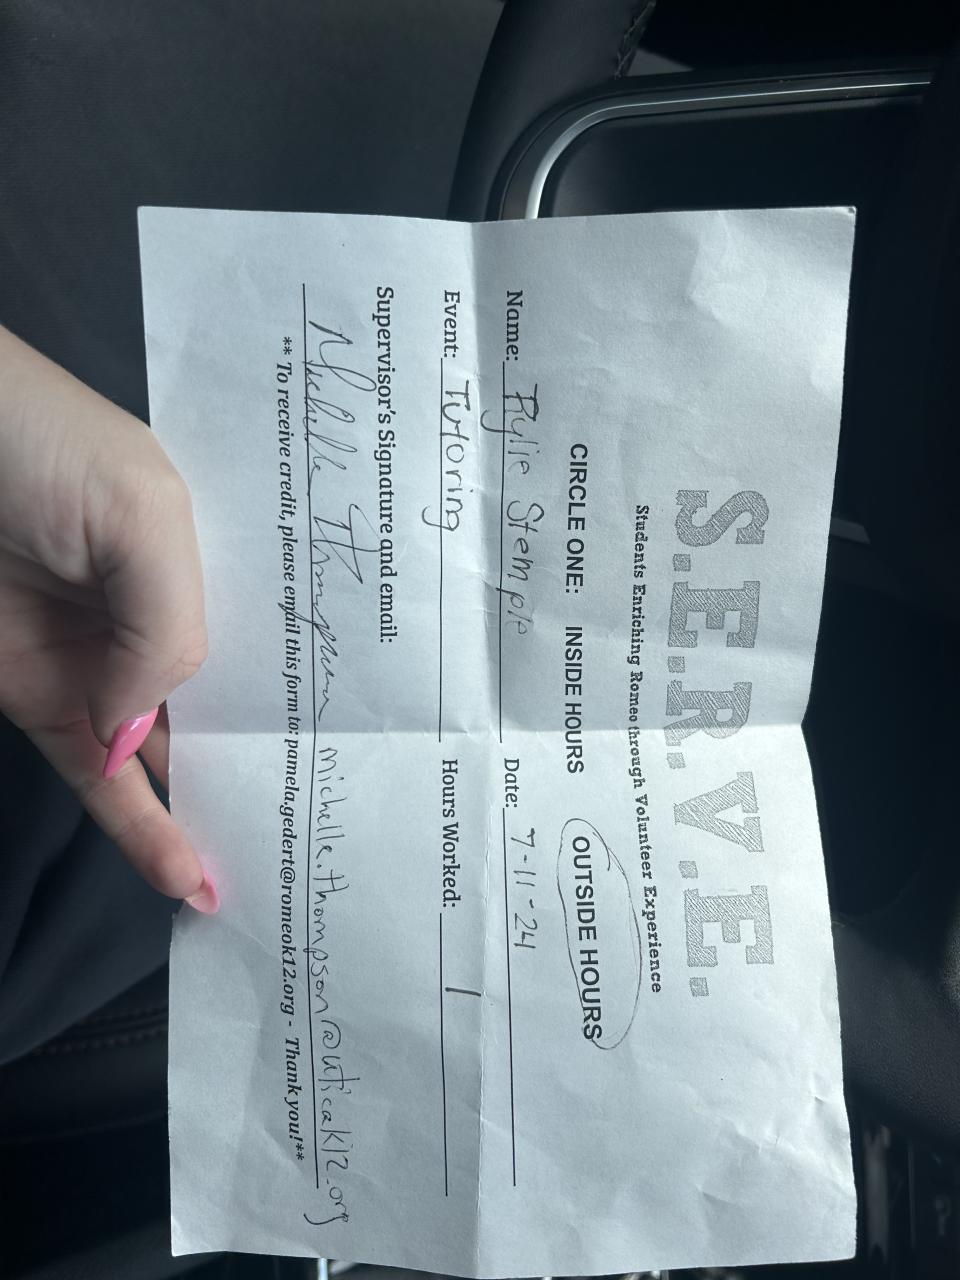 S.E.R.V.E.
Students Enriching Romeo through Volunteer Experience
CIRCLE ONE: INSIDE HOURS OUTSIDE HOURS
Name: Rylie Stemple Date: 7-11-24
Event: Tutoring Hours Worked: 1
Supervisor's Signature and email:
Michelle Thompson michelle.thompson@uticak12.org
** To receive credit, please email this form to: pamela.gedert@romeok12.org - Thank you!**